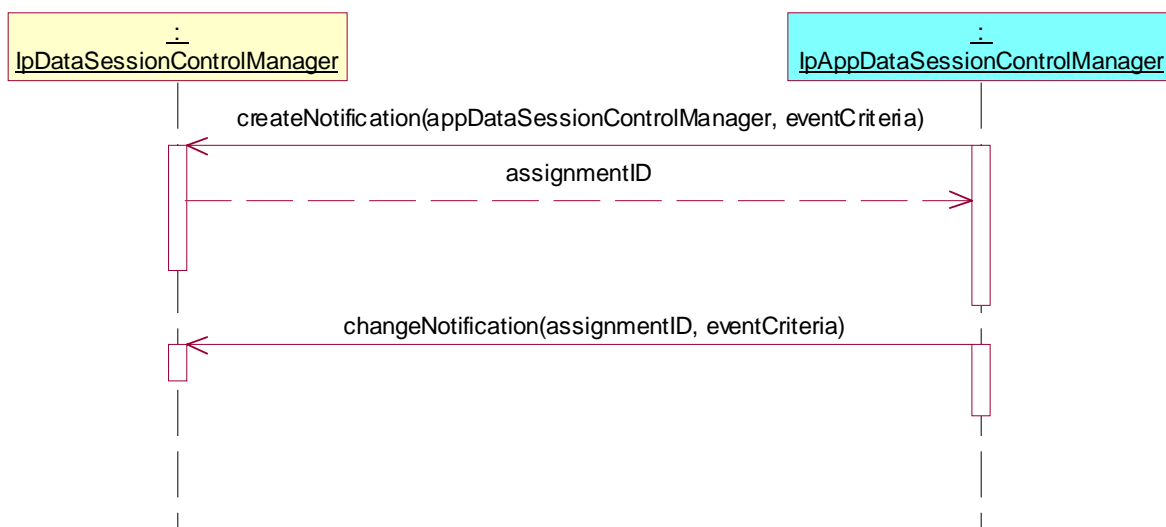 :
IpDataSessionControlManager
:
IpAppDataSessionControlManager
createNotification(appDataSessionControlManager, eventCriteria)
assignmentID
changeNotification(assignmentID, eventCriteria)